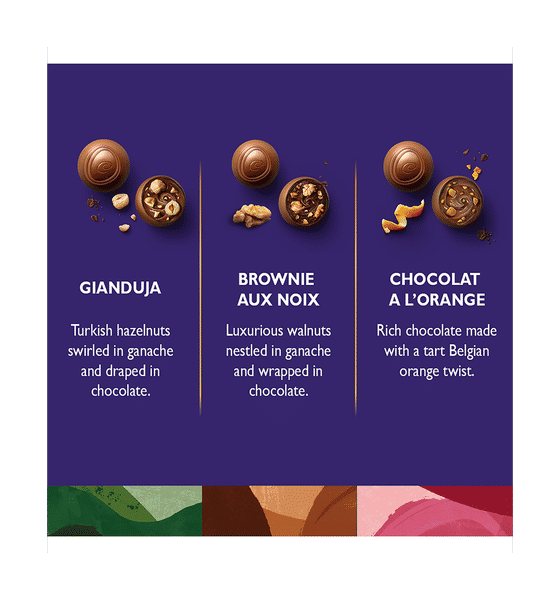 GIANDUJA
Turkish hazelnuts
swirled in ganache
and draped in
chocolate.
BROWNIE
AUX NOIX
Luxurious walnuts
nestled in ganache
and wrapped in
chocolate.
CHOCOLAT
A L'ORANGE
Rich chocolate made
with a tart Belgian
orange twist.